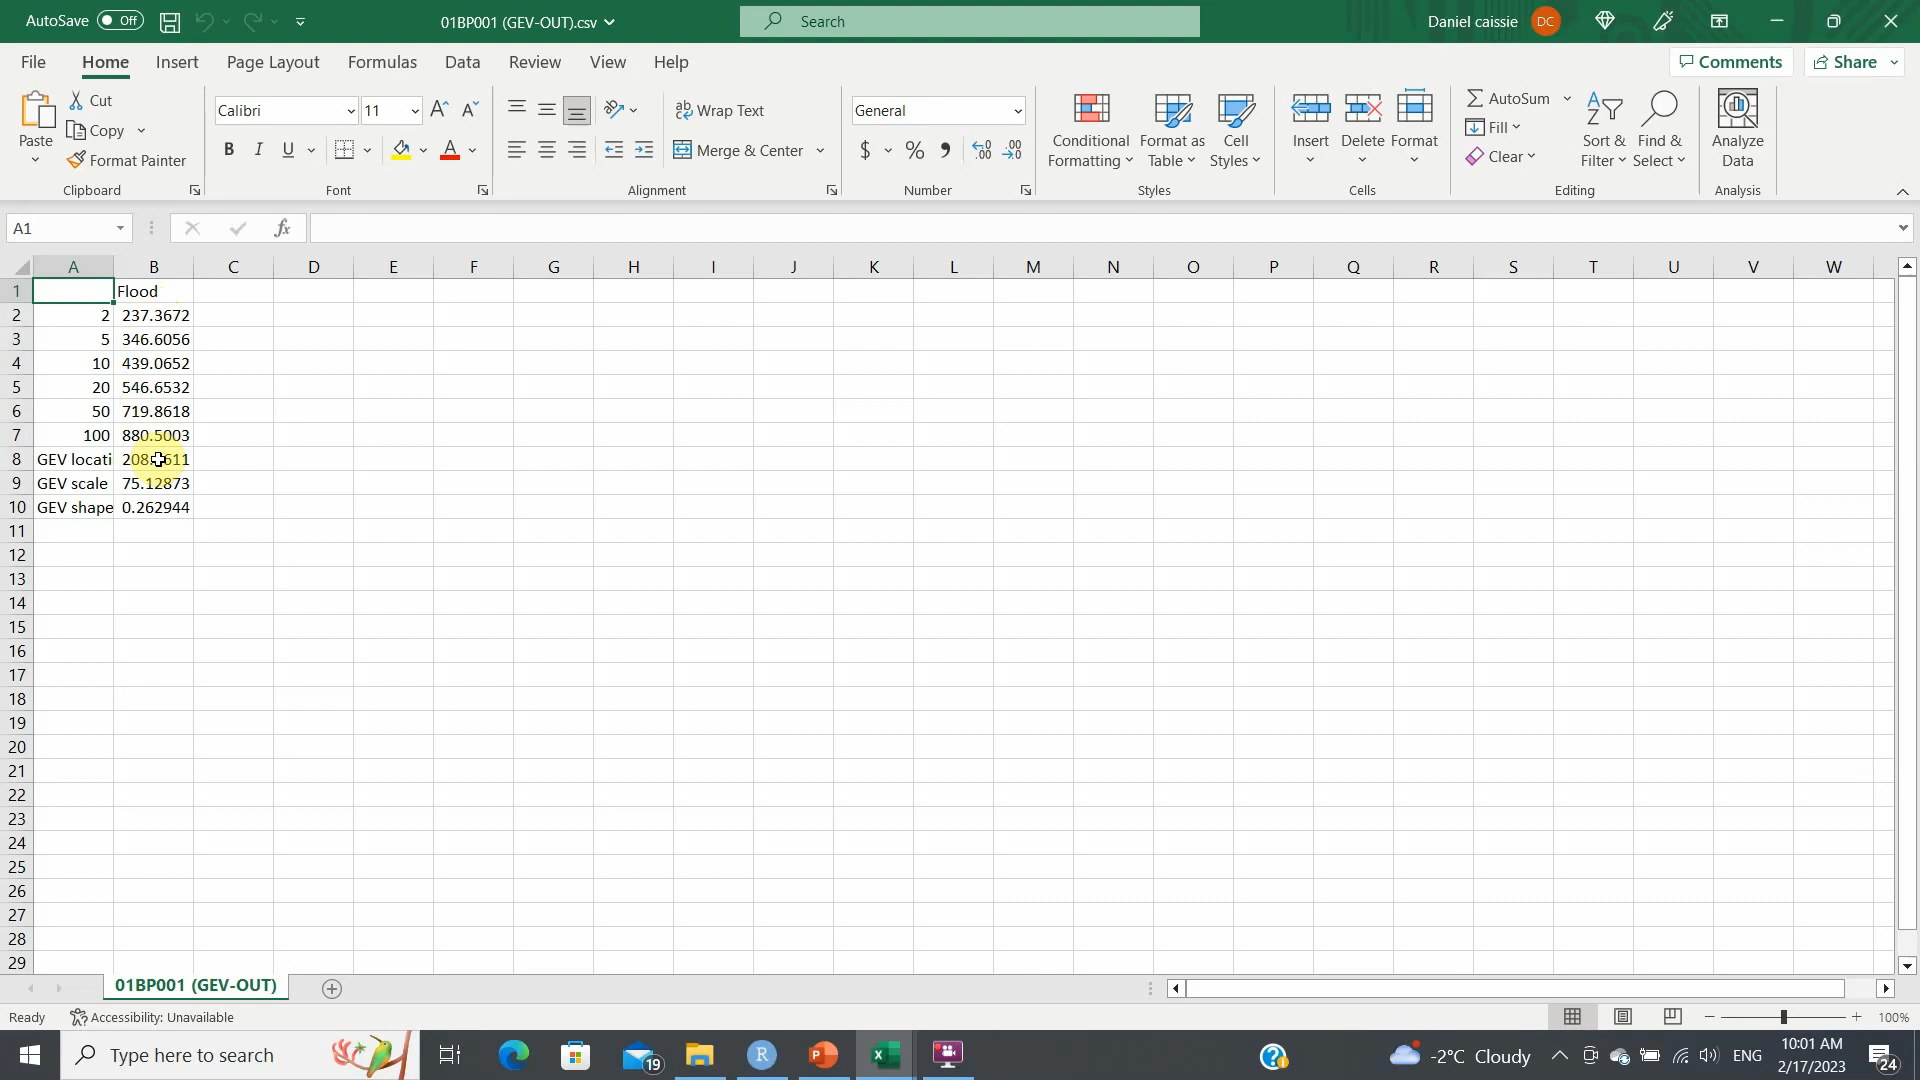 AutoSave Off 01BP001 (GEV-OUT).csv Search Daniel caissie DC
File Home Insert Page Layout Formulas Data Review View Help Comments Share
Paste Cut Copy Format Painter Clipboard
Calibri 11 B I U A Font
Wrap Text Merge & Center Alignment
General $ % Number
Conditional Formatting Format as Table Cell Styles Styles
Insert Delete Format Cells
AutoSum Fill Clear Sort & Filter Find & Select Editing
Analyze Data Analysis
A1 fx
A B C D E F G H I J K L M N O P Q R S T U V W
1 Flood
2 2 237.3672
3 5 346.6056
4 10 439.0652
5 20 546.6532
6 50 719.8618
7 100 880.5003
8 GEV locati
9 GEV scale 75.12873
10 GEV shape 0.262944
11
12
13
14
15
16
17
18
19
20
21
22
23
24
25
26
27
28
29
01BP001 (GEV-OUT)
Ready Accessibility: Unavailable 100%
Type here to search 19 R P X -2°C Cloudy ENG 10:01 AM 24
2/17/2023